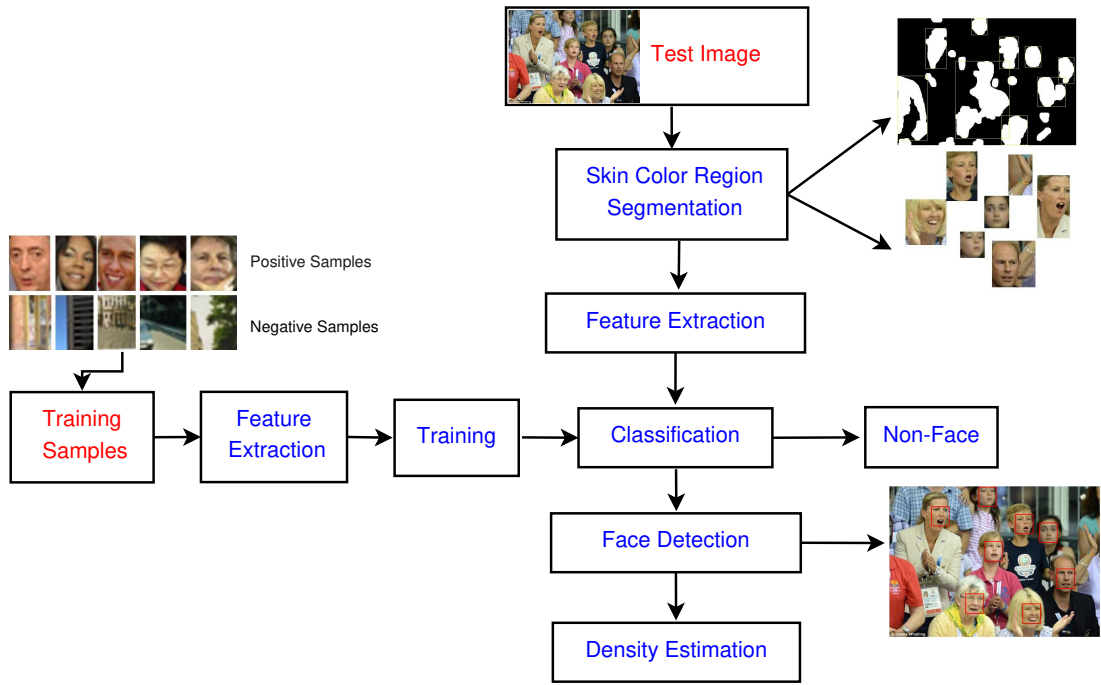 Test Image
Skin Color Region
Segmentation
Positive Samples
Negative Samples
Feature Extraction
Training
Samples
Feature
Extraction
Training
Classification
Non-Face
Face Detection
Density Estimation